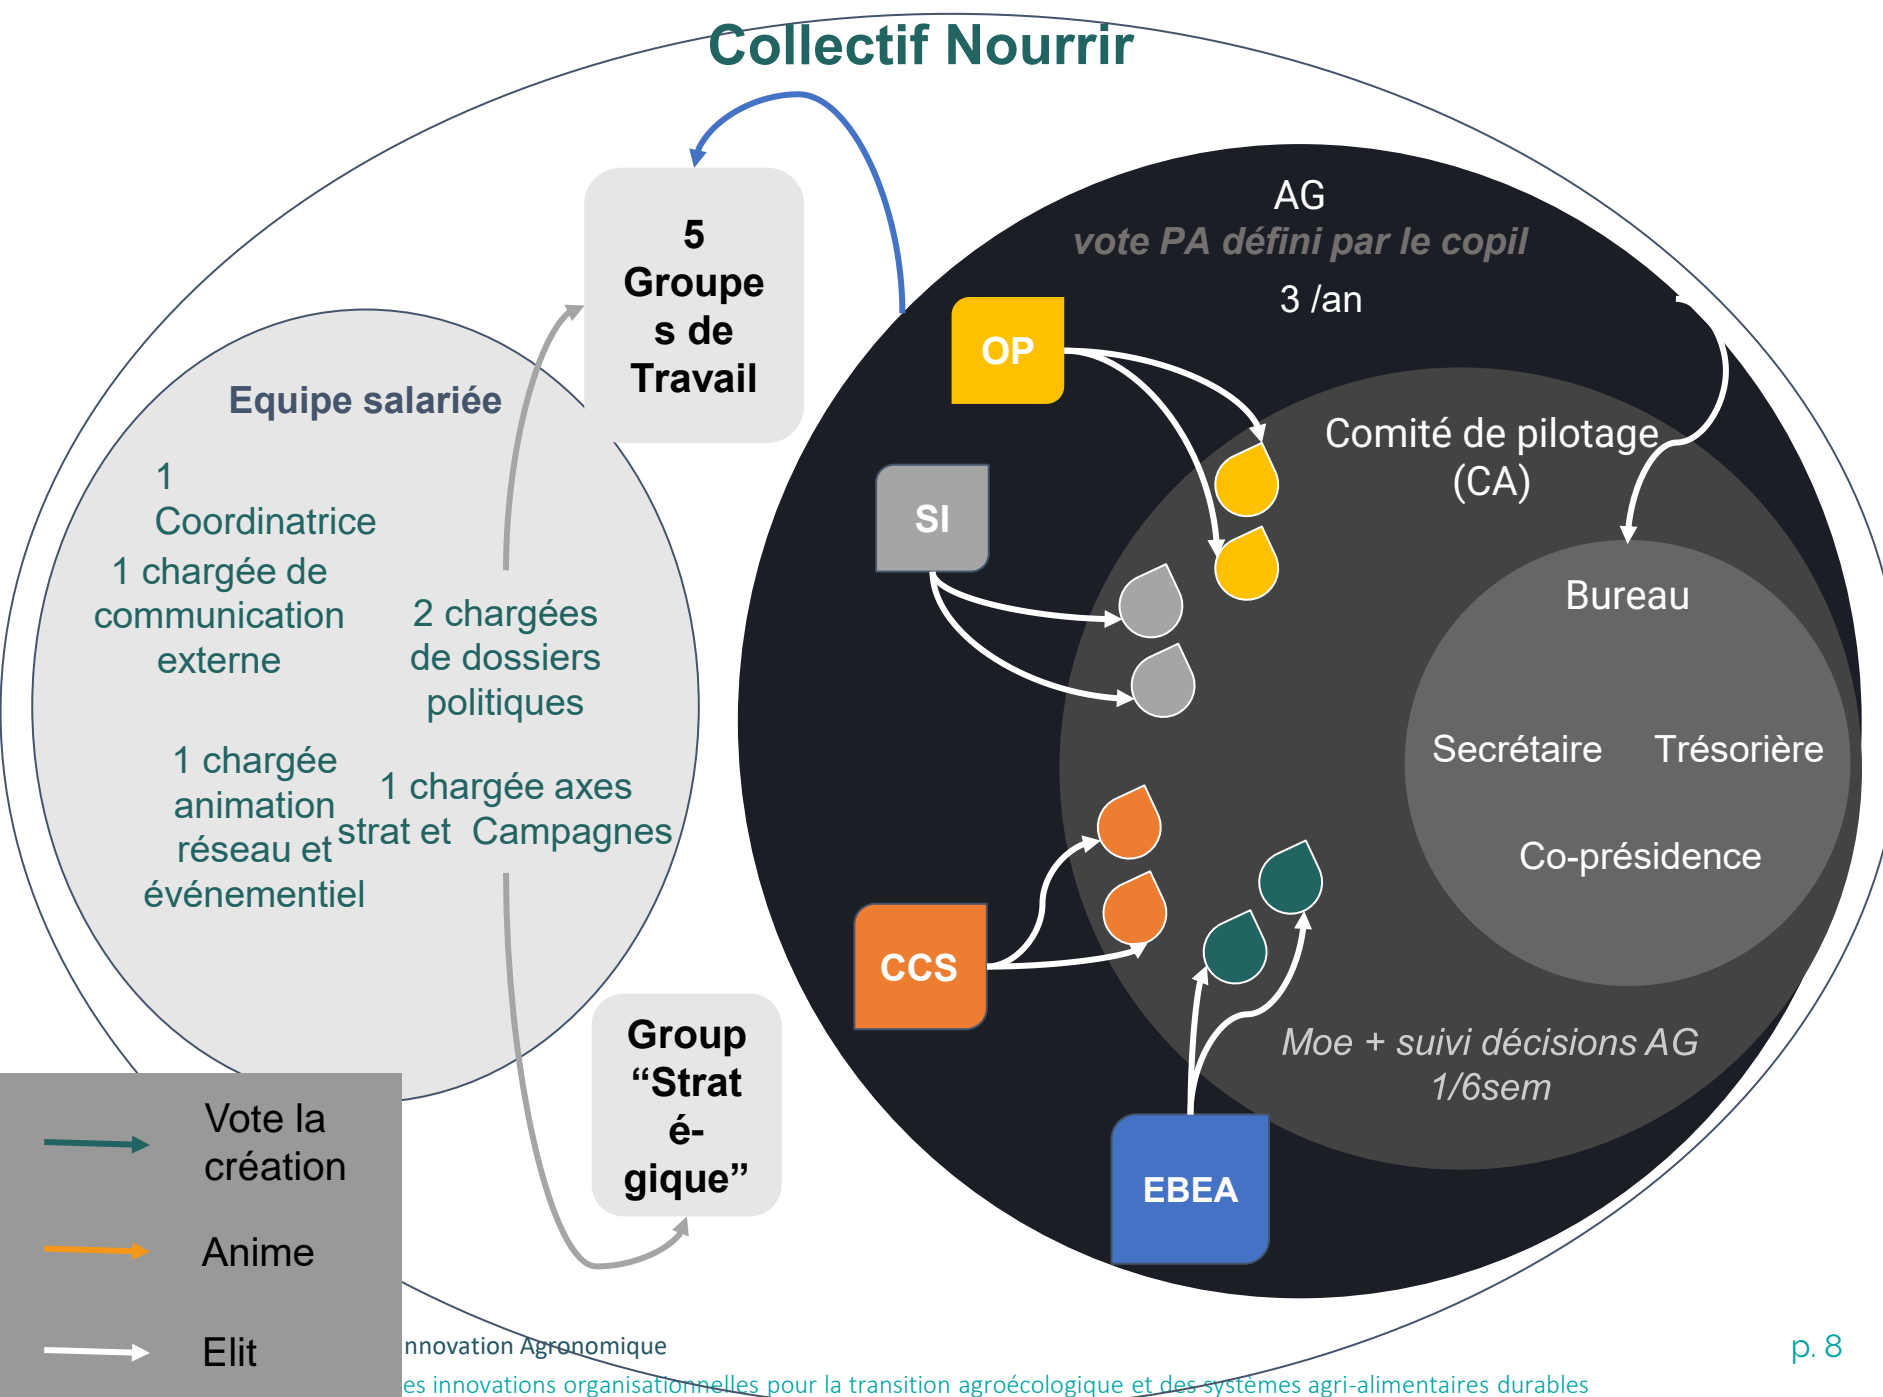 Collectif Nourrir
5
Groupe
s de
Travail
AG
vote PA défini par le copil
3 /an
OP
SI
CCS
EBEA
Comité de pilotage
(CA)
Bureau
Secrétaire
Trésorière
Co-présidence
Moe + suivi décisions AG
1/6sem
Equipe salariée
1
Coordinatrice
1 chargée de
communication
externe
2 chargées
de dossiers
politiques
1 chargée
animation
réseau et
événementiel
1 chargée axes
strat et Campagnes
Group
“Strat
é-
gique”
Vote la
création
Anime
Elit
nnovation Agronomique
es innovations organisationnelles pour la transition agroécologique et des systèmes agri-alimentaires durables
p. 8